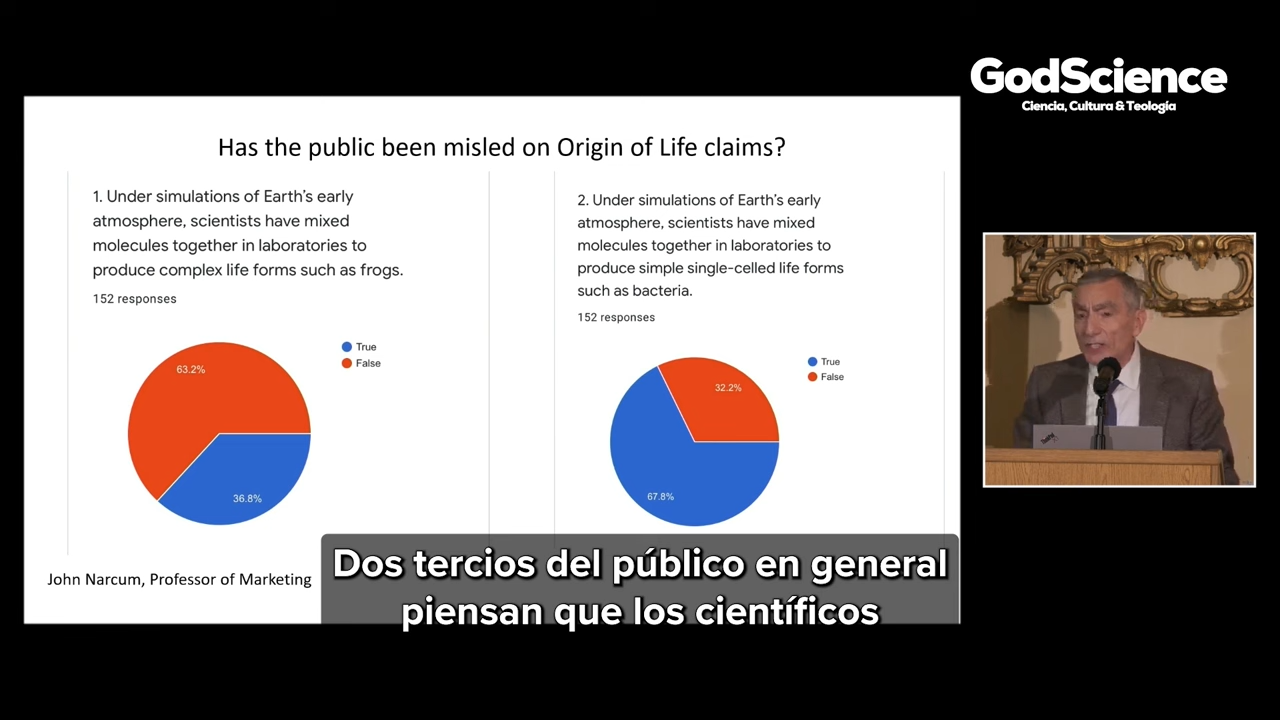 GodScience
Ciencia, Cultura & Teología
Has the public been misled on Origin of Life claims?
1. Under simulations of Earth's early
atmosphere, scientists have mixed
molecules together in laboratories to
produce complex life forms such as frogs.
152 responses
True
False
63.2%
36.8%
2. Under simulations of Earth's early
atmosphere, scientists have mixed
molecules together in laboratories to
produce simple single-celled life forms
such as bacteria.
152 responses
True
False
32.2%
67.8%
John Narcum, Professor of Marketing
Dos tercios del público en general
piensan que los científicos